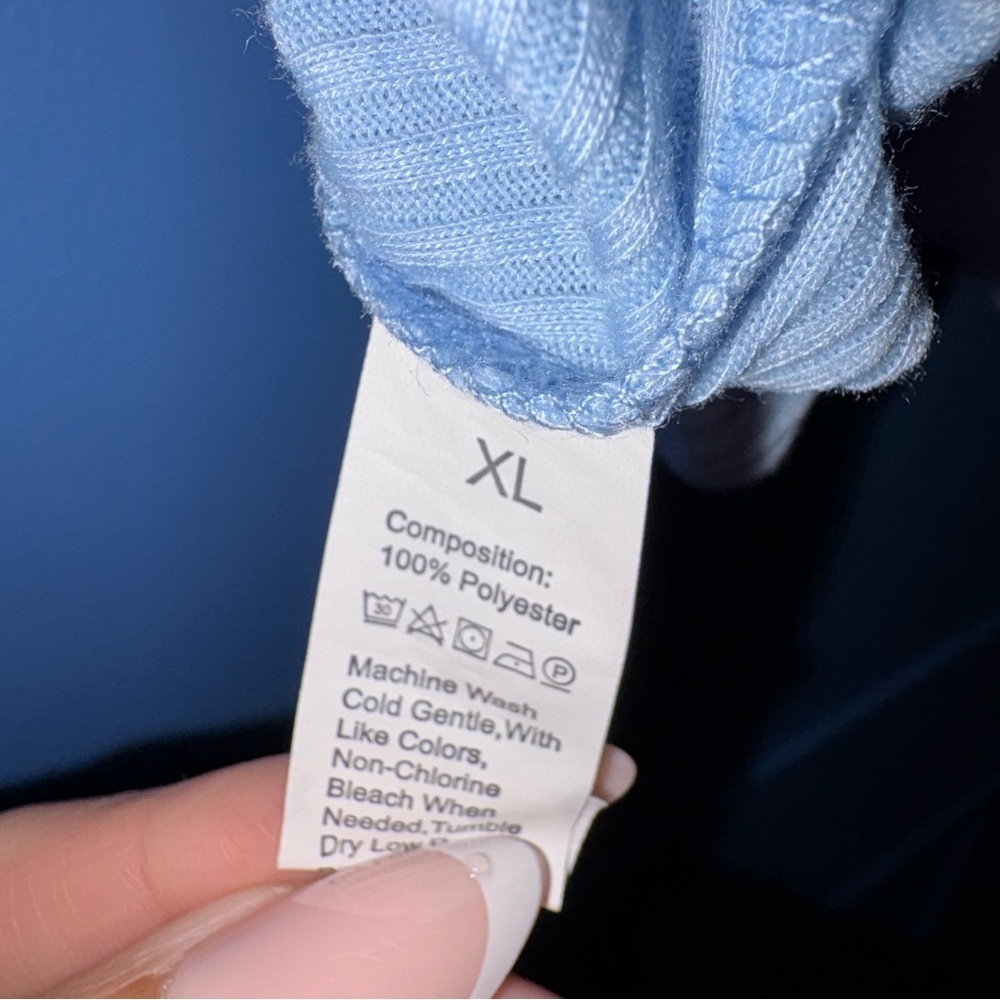 XL
Composition:
100% Polyester
30 P
Machine Wash
Cold Gentle,With
Like Colors,
Non-Chlorine
Bleach When
Needed,Tumble
Dry Low